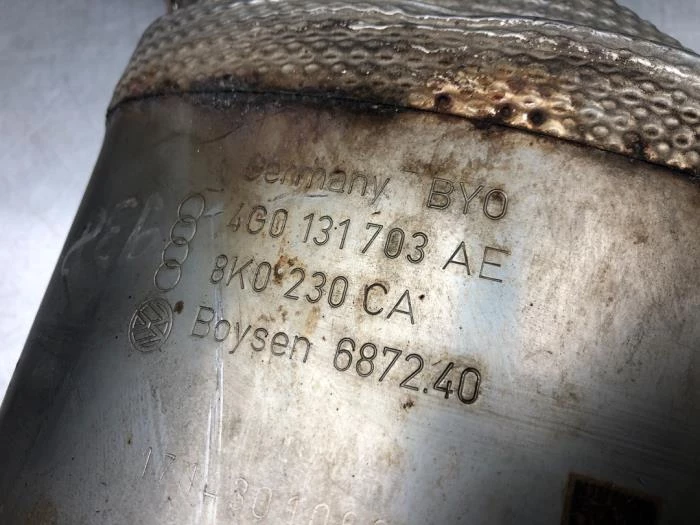 Germany BYO
4G0 131 703 AE
8K0 230 CA
Boysen 6872.40